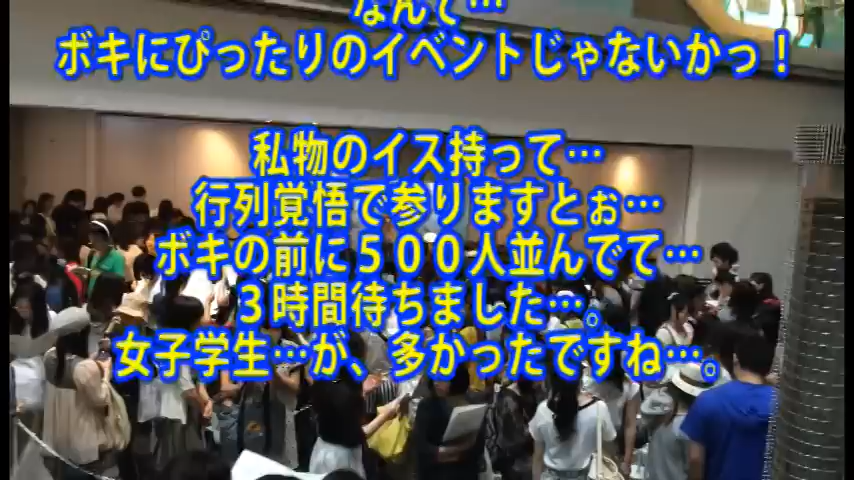 なんて…
ボキにぴったりのイベントじゃないかっ！
私物のイス持って…
行列覚悟で参りますとぉ…
ボキの前に５００人並んでて…
３時間待ちました…。
女子学生…が、多かったですね…。